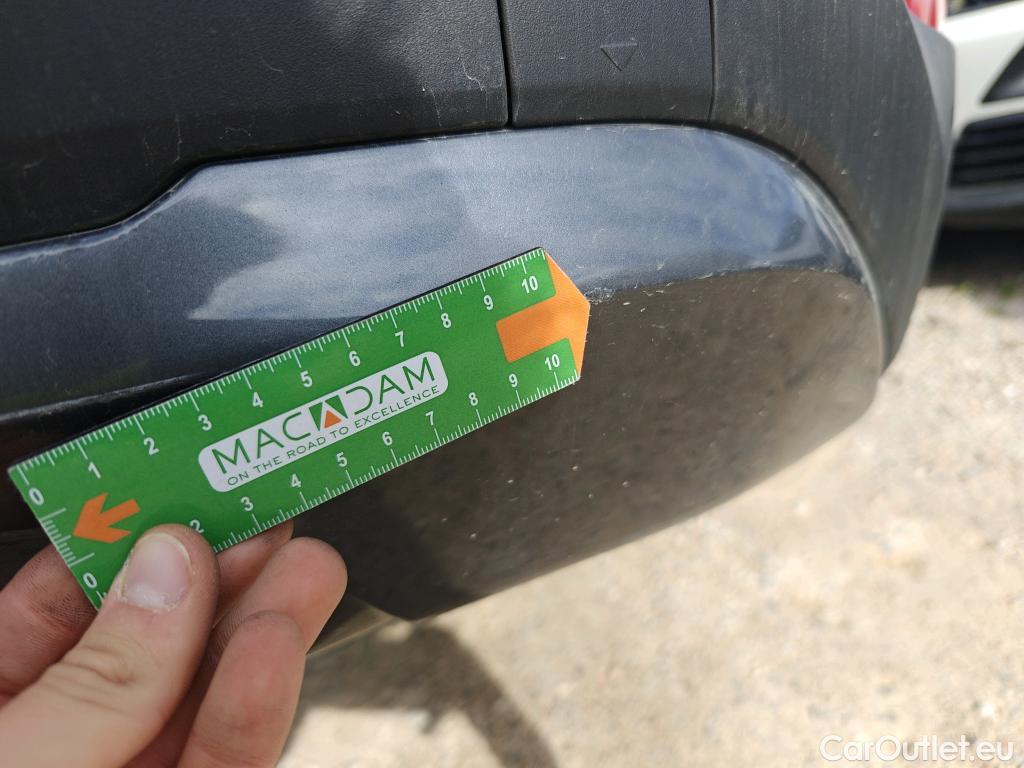 0 1 2 3 4 5 6 7 8 9 10
MACADAM
ON THE ROAD TO EXCELLENCE
0 2 3 4 5 6 7 8 9 10
CarOutlet.eu